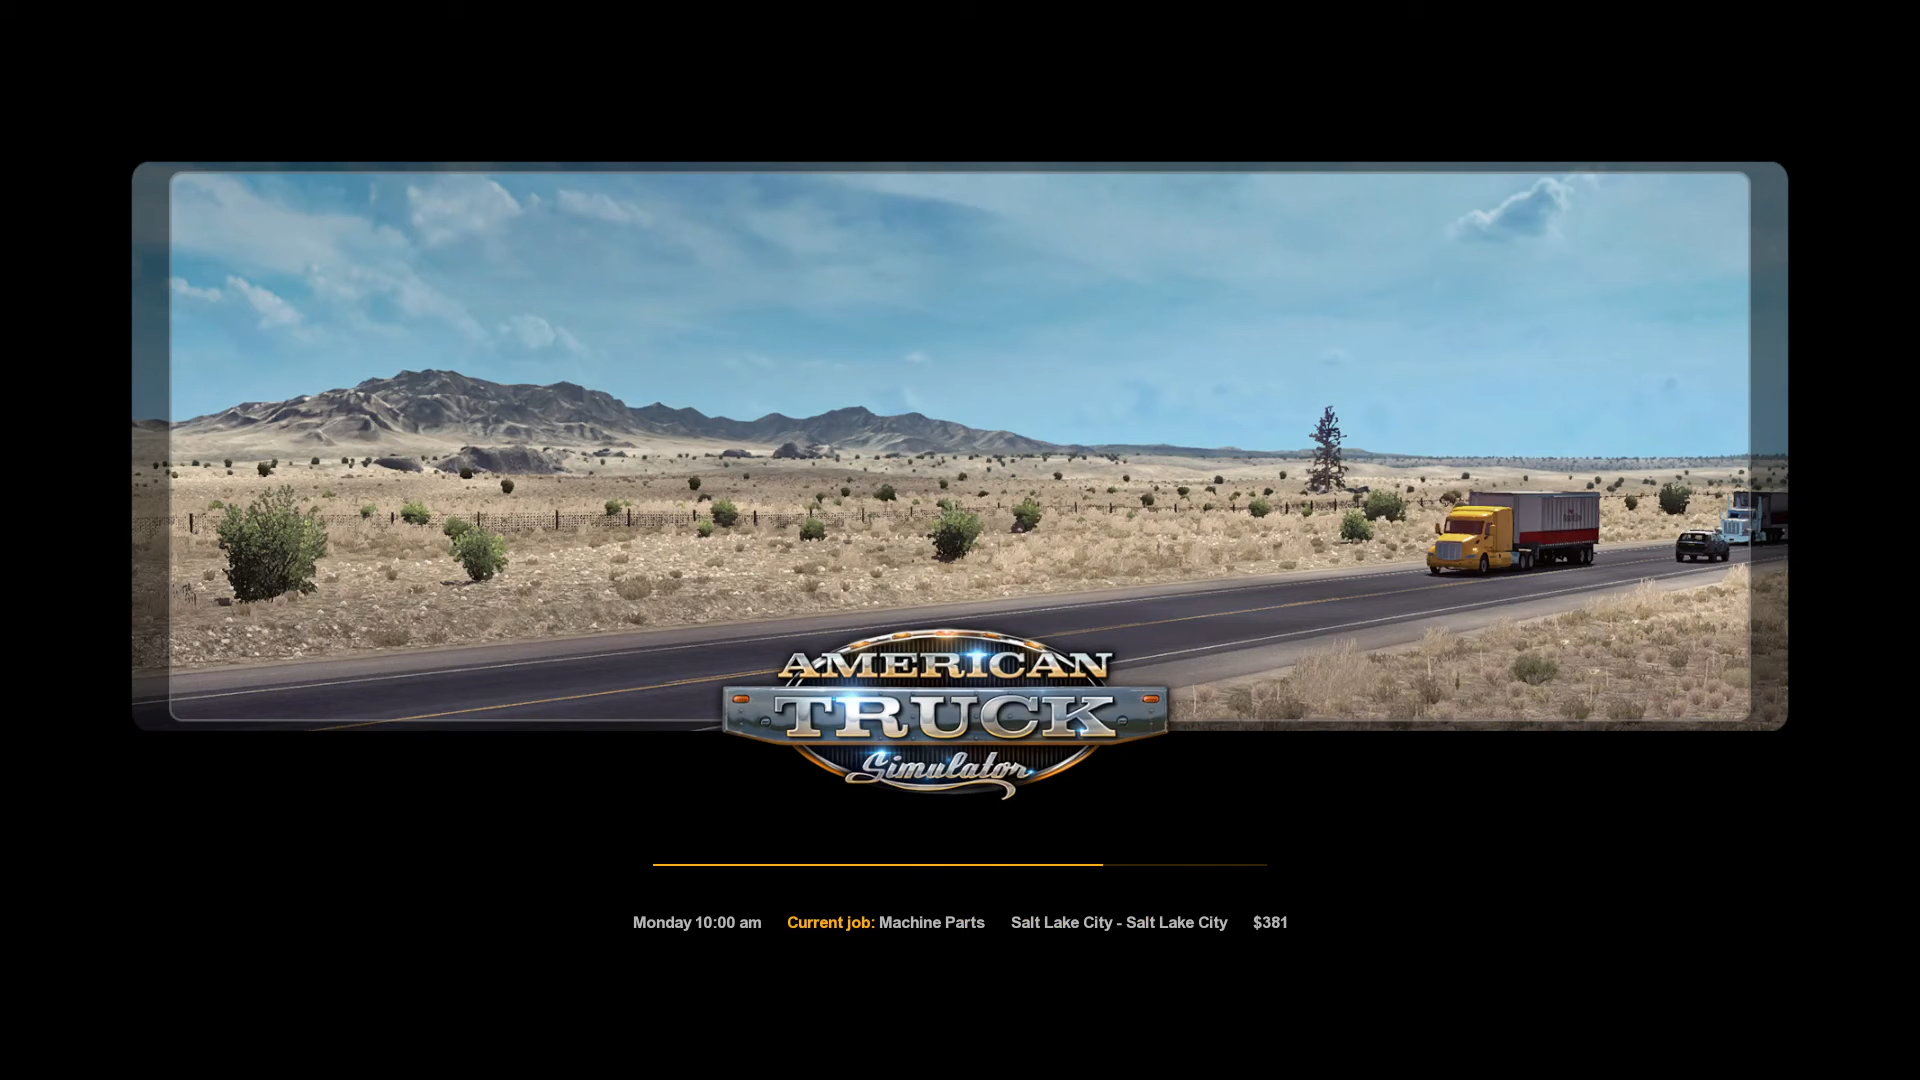 AMERICAN
TRUCK
Simulator
Monday 10:00 am Current job: Machine Parts Salt Lake City - Salt Lake City $381